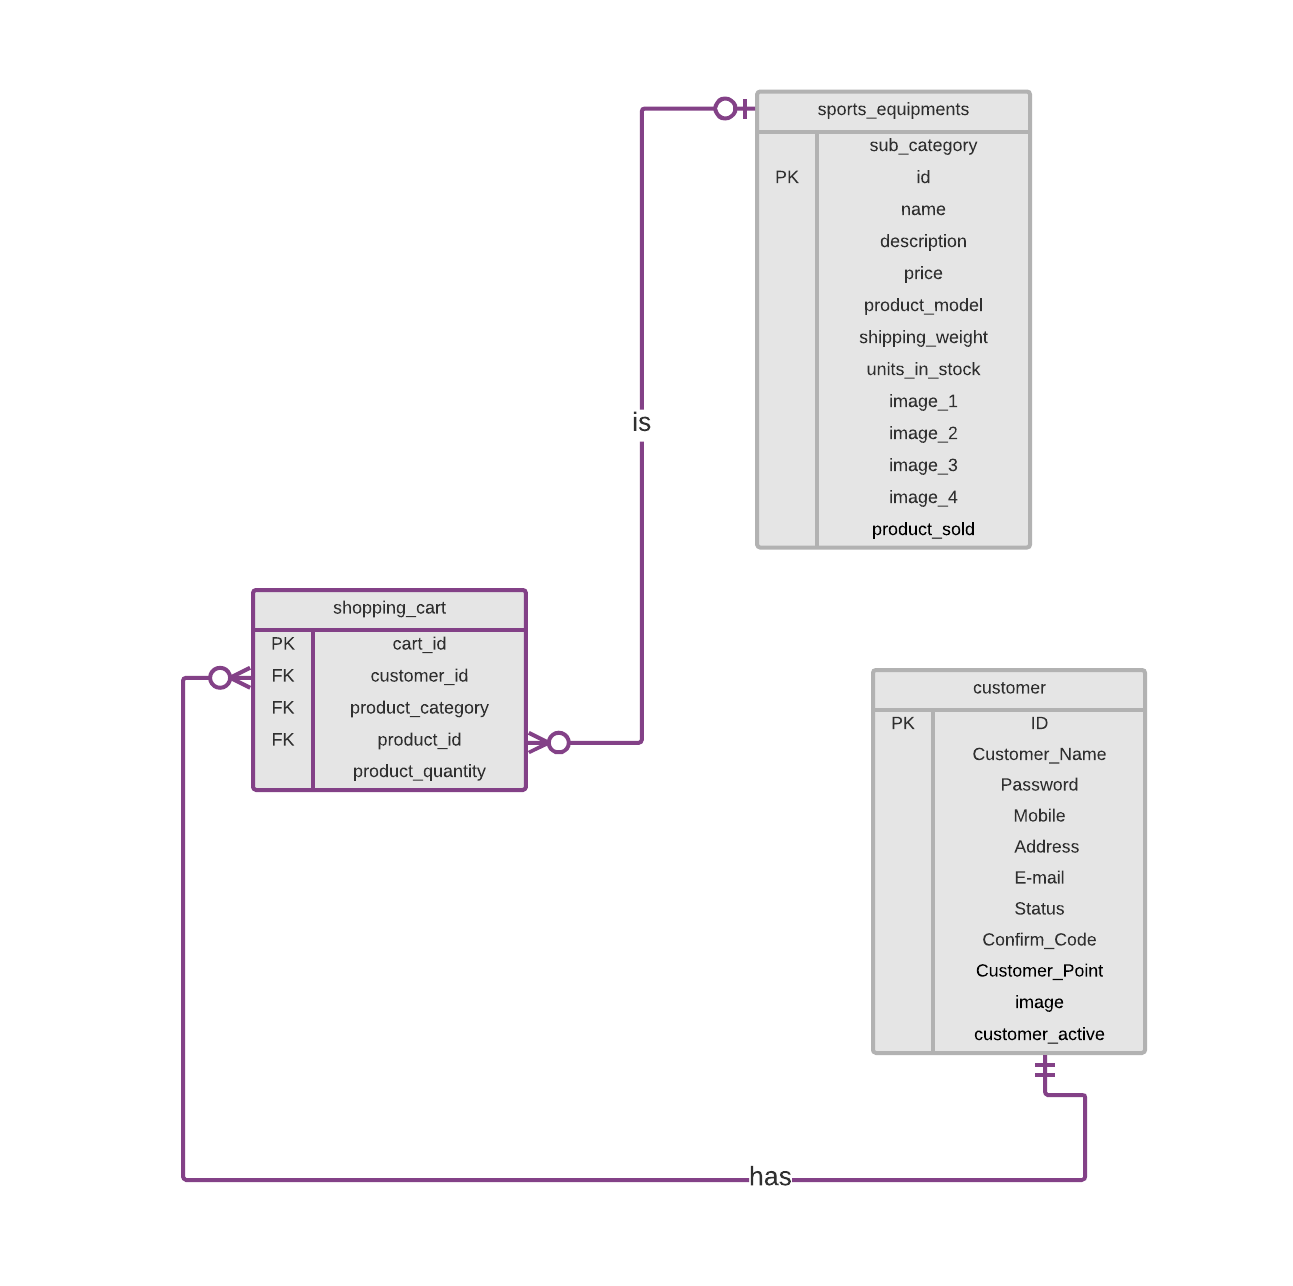 sports_equipments
sub_category
PK id
name
description
price
product_model
shipping_weight
units_in_stock
image_1
image_2
image_3
image_4
product_sold
is
shopping_cart
PK cart_id
FK customer_id
FK product_category
FK product_id
product_quantity
customer
PK ID
Customer_Name
Password
Mobile
Address
E-mail
Status
Confirm_Code
Customer_Point
image
customer_active
has